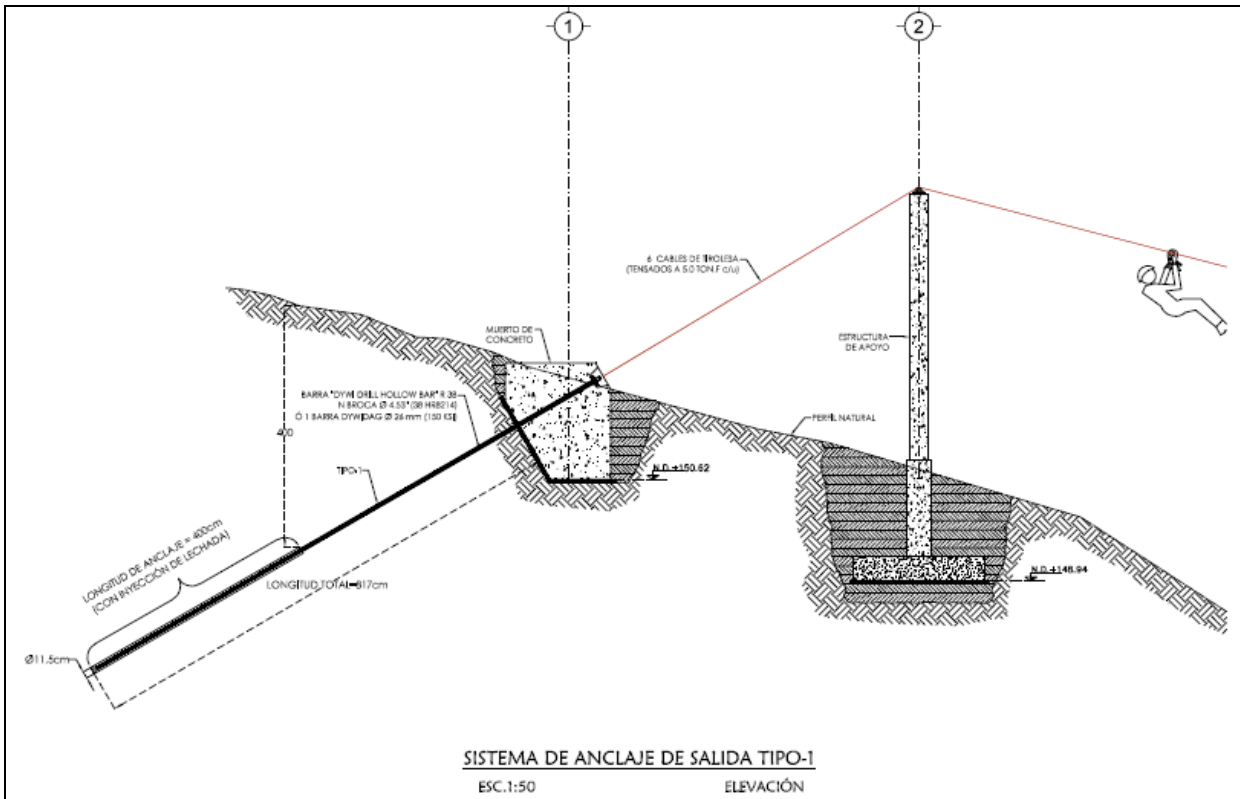 1
2
6 CABLES DE TIROLESA
(TENSADOS A 5.0 TON.F c/u)
MUERTO DE
CONCRETO
ESTRUCTURA
DE APOYO
BARRA "DYWI DRILL HOLLOW BAR" R 38
N BROCA Ø 4.53" (38 HRB214)
Ó 1 BARRA DYWIDAG Ø 26 mm (150 KSI)
PERFIL NATURAL
400
TIPO-1
N.D.+150.62
LONGITUD DE ANCLAJE = 400cm
(CON INYECCIÓN DE LECHADA)
LONGITUD TOTAL=817cm
N.D.+148.94
Ø11.5cm
SISTEMA DE ANCLAJE DE SALIDA TIPO-1
ESC.1:50
ELEVACIÓN